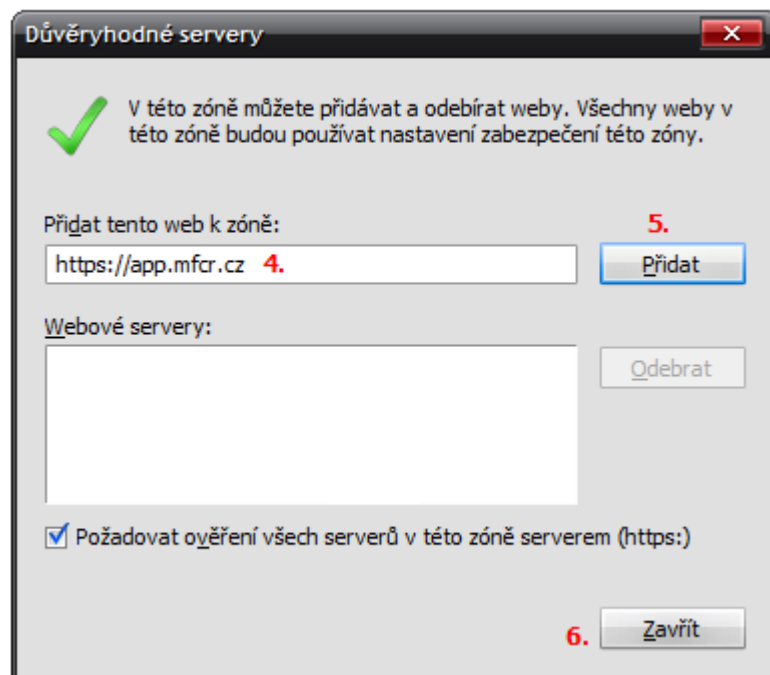 Důvěryhodné servery
V této zóně můžete přidávat a odebírat weby. Všechny weby v
této zóně budou používat nastavení zabezpečení této zóny.
Přidat tento web k zóně:
5.
https://app.mfcr.cz 4.
Přidat
Webové servery:
Odebrat
Požadovat ověření všech serverů v této zóně serverem (https:)
6.
Zavřít